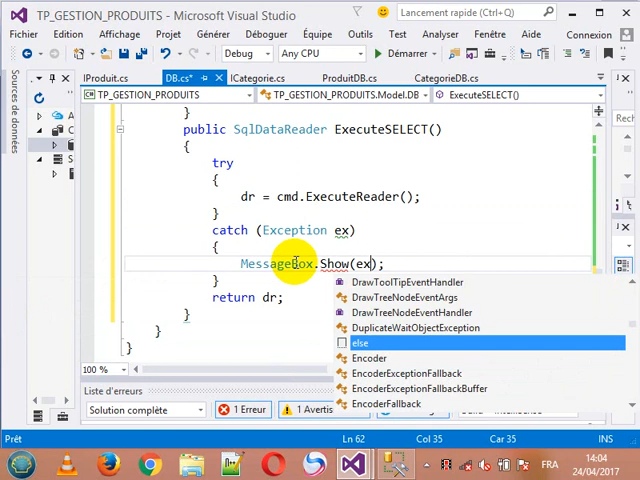 TP_GESTION_PRODUITS - Microsoft Visual Studio
Lancement rapide (Ctrl+Q)
Fichier Édition Affichage Projet Générer Déboguer Équipe Outils Test
Analyser Fenêtre Aide Connexion
Debug Any CPU Démarrer
Sources de données
IProduit.cs DB.cs* ICategorie.cs ProduitDB.cs CategorieDB.cs
TP_GESTION_PRODUITS TP_GESTION_PRODUITS.Model.DB ExecuteSELECT()
}
public SqlDataReader ExecuteSELECT()
{
try
{
dr = cmd.ExecuteReader();
}
catch (Exception ex)
{
MessageBox.Show(ex);
}
return dr;
}
}
}
DrawToolTipEventHandler
DrawTreeNodeEventArgs
DrawTreeNodeEventHandler
DuplicateWaitObjectException
else
Encoder
EncoderExceptionFallback
EncoderExceptionFallbackBuffer
EncoderFallback
100 %
Liste d'erreurs
Solution complète 1 Erreur 1 Avertis
Prêt Ln 62 Col 35 Car 35 INS
FRA 14:04
24/04/2017